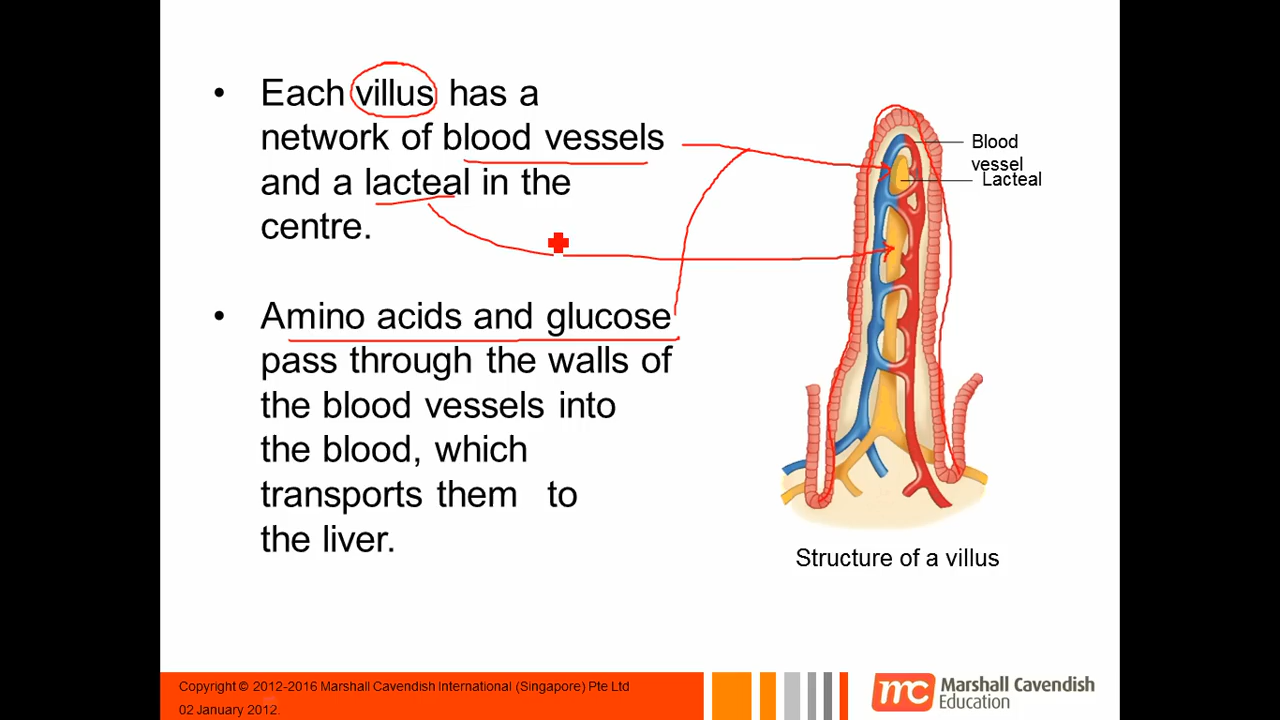 • Each villus has a
network of blood vessels
and a lacteal in the
centre.
• Amino acids and glucose
pass through the walls of
the blood vessels into
the blood, which
transports them to
the liver.
Blood
vessel
Lacteal
Structure of a villus
Copyright © 2012-2016 Marshall Cavendish International (Singapore) Pte Ltd
02 January 2012.
mc
Marshall Cavendish
Education